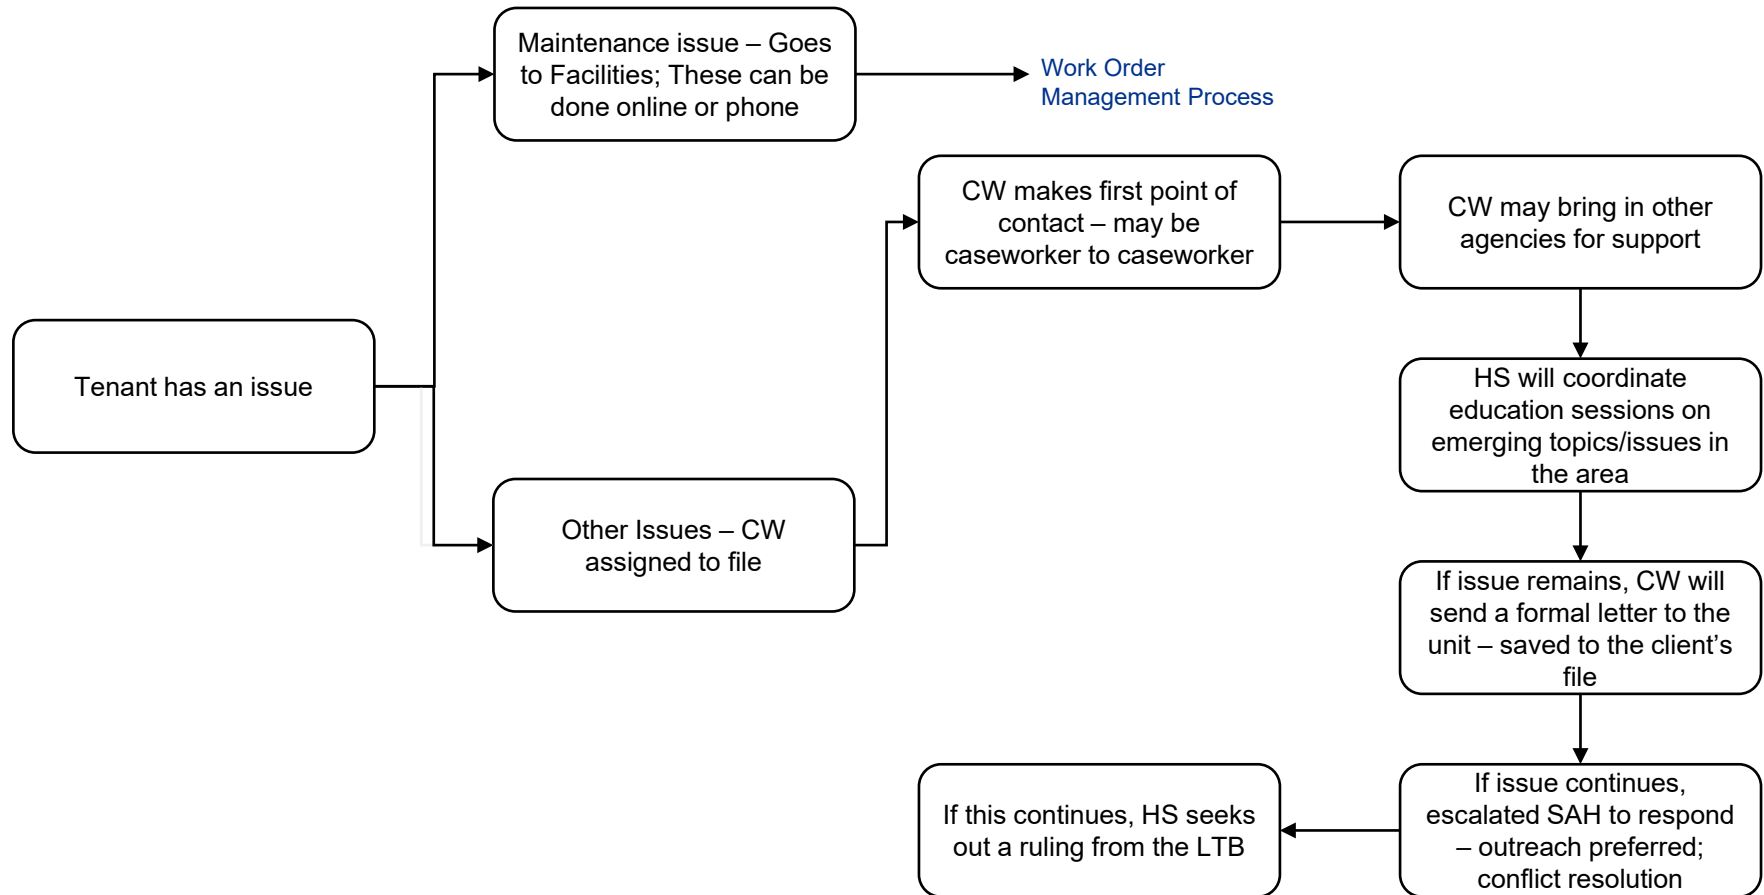 Maintenance issue – Goes
to Facilities; These can be
done online or phone
Work Order
Management Process
CW makes first point of
contact – may be
caseworker to caseworker
CW may bring in other
agencies for support
Tenant has an issue
HS will coordinate
education sessions on
emerging topics/issues in
the area
Other Issues – CW
assigned to file
If issue remains, CW will
send a formal letter to the
unit – saved to the client’s
file
If issue continues,
escalated SAH to respond
– outreach preferred;
conflict resolution
If this continues, HS seeks
out a ruling from the LTB